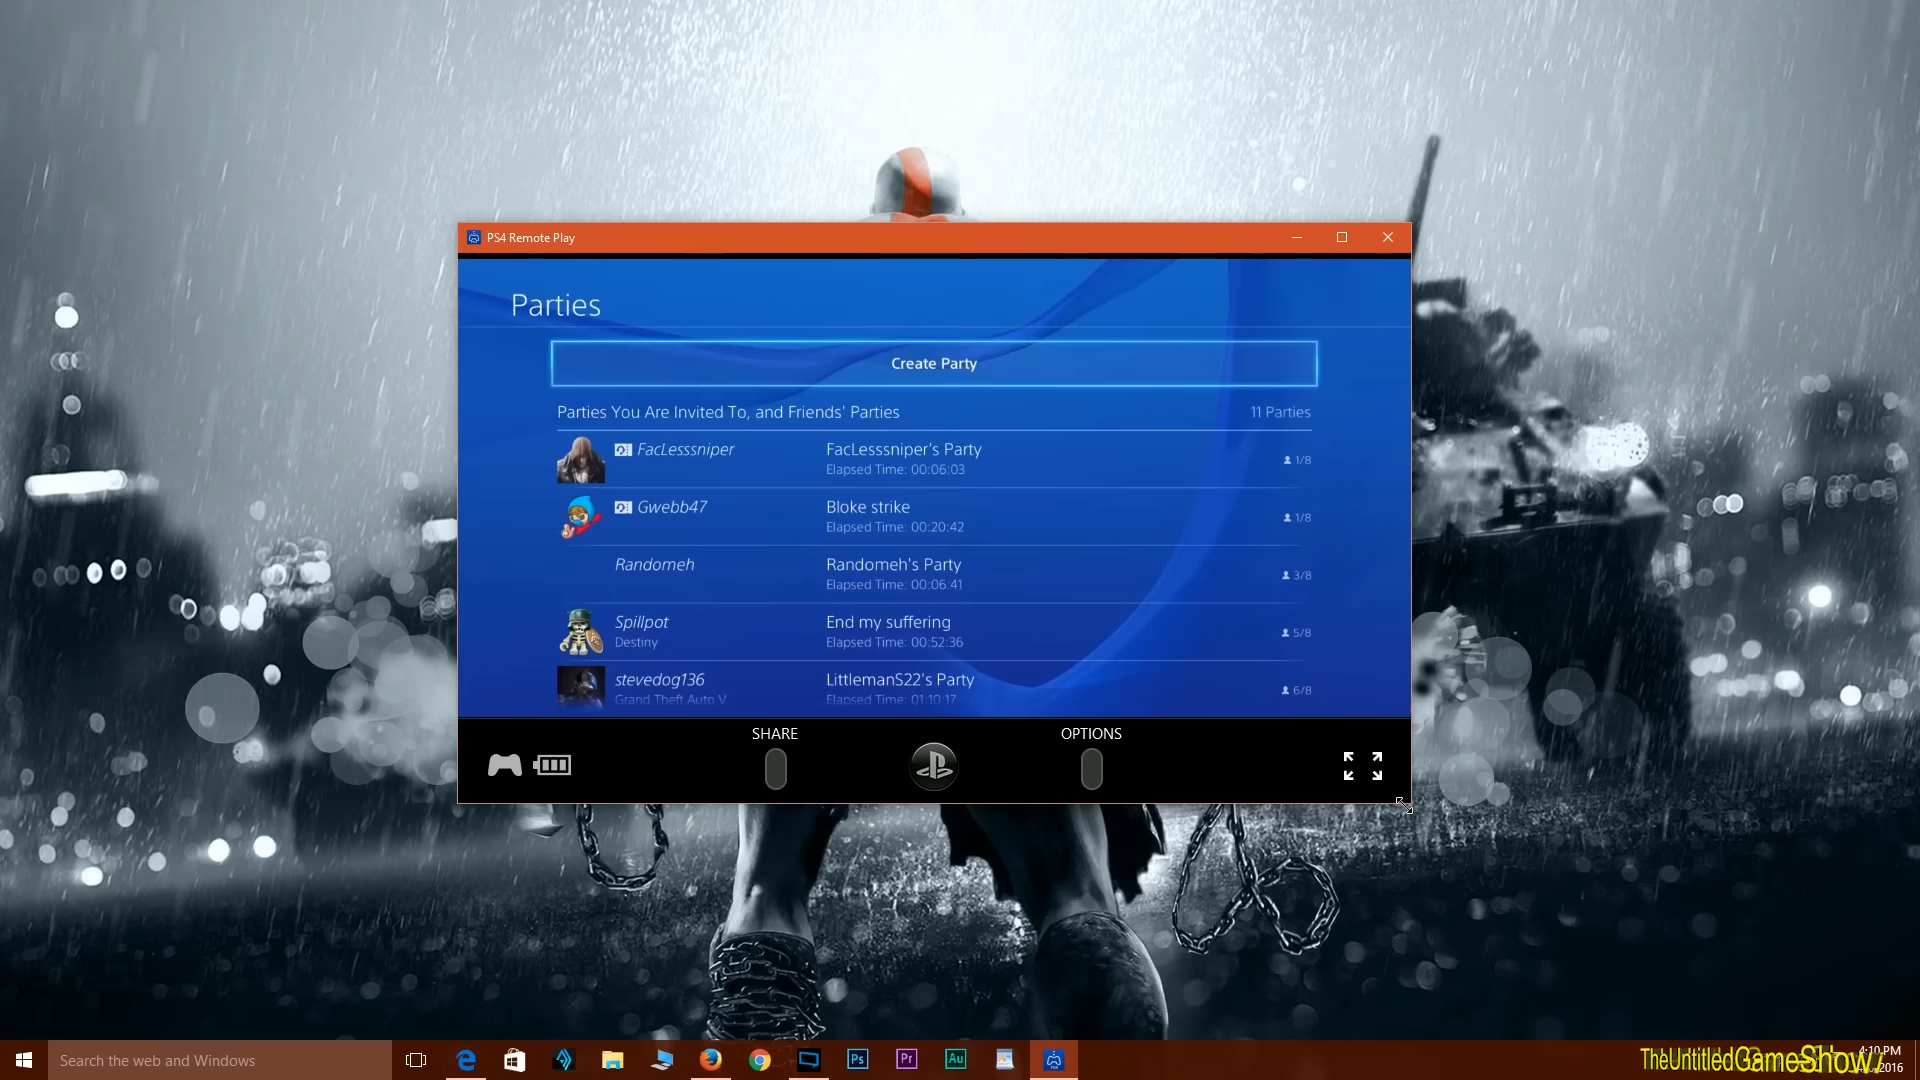 PS4 Remote Play
Parties
Create Party
Parties You Are Invited To, and Friends' Parties 11 Parties
FacLesssniper FacLesssniper's Party
Elapsed Time: 00:06:03
1/8
Gwebb47 Bloke strike
Elapsed Time: 00:20:42
1/8
Randomeh Randomeh's Party
Elapsed Time: 00:06:41
3/8
Spillpot End my suffering
Destiny Elapsed Time: 00:52:36
5/8
stevedog136 LittlemanS22's Party
Grand Theft Auto V Elapsed Time: 01:10:17
6/8
SHARE OPTIONS
Search the web and Windows
Ps Pr Au
TheUntitledGameShow
4:10 PM
2016